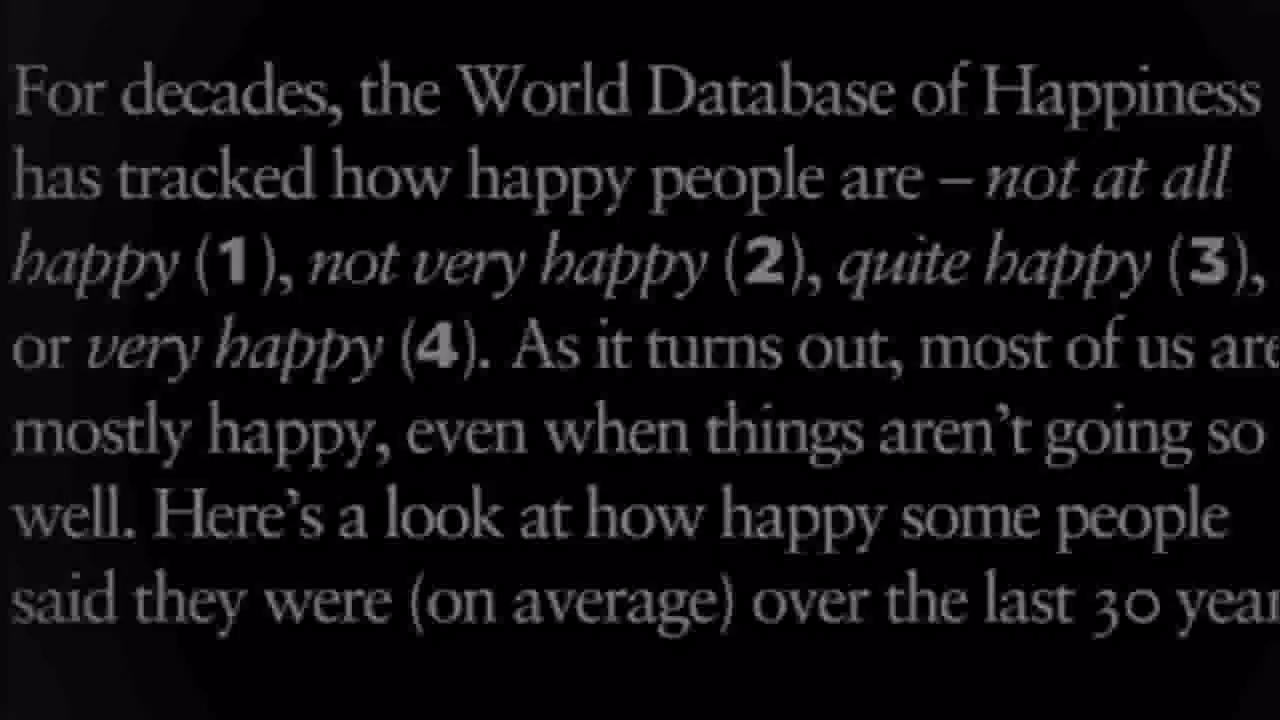 For decades, the World Database of Happiness
has tracked how happy people are – not at all
happy (1), not very happy (2), quite happy (3),
or very happy (4). As it turns out, most of us are
mostly happy, even when things aren’t going so
well. Here’s a look at how happy some people
said they were (on average) over the last 30 year